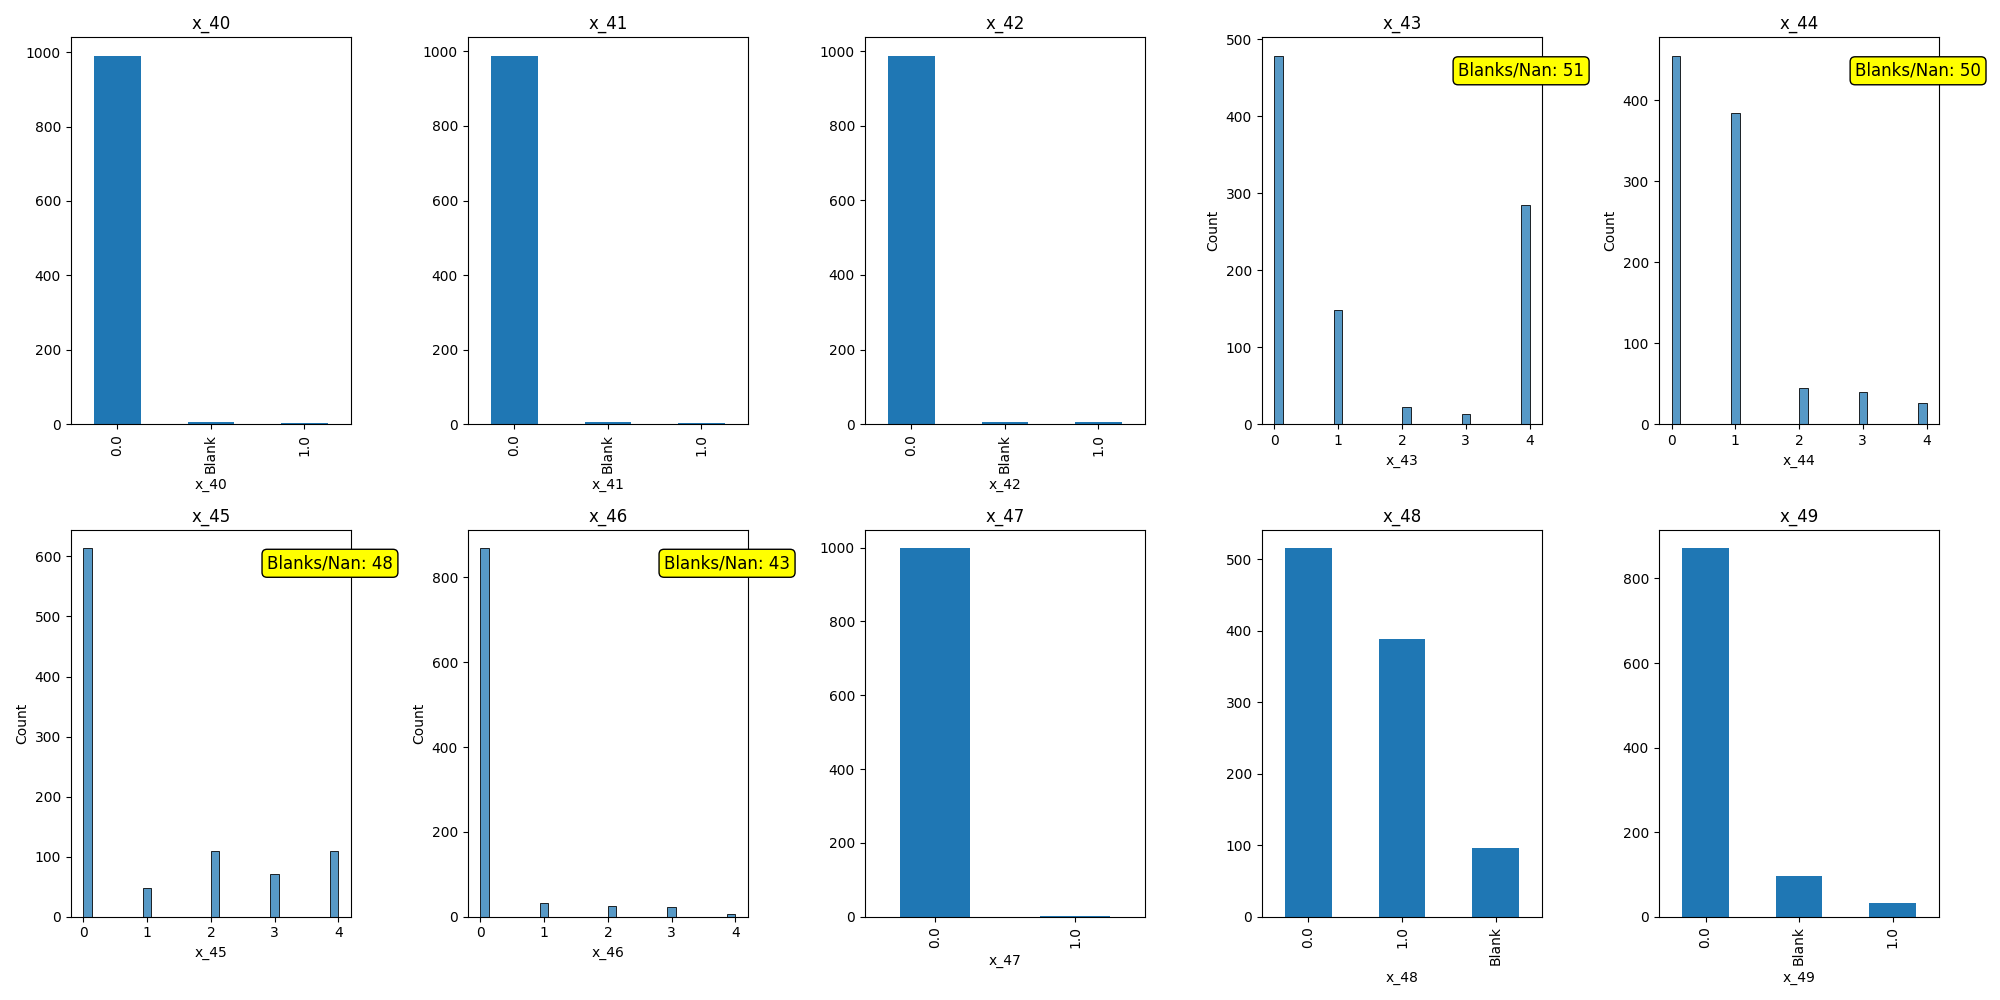 x_40
1000
800
600
400
200
0
0.0
Blank
1.0
x_40
x_41
1000
800
600
400
200
0
0.0
Blank
1.0
x_41
x_42
1000
800
600
400
200
0
0.0
Blank
1.0
x_42
x_43
Blanks/Nan: 51
Count
500
400
300
200
100
0
0 1 2 3 4
x_43
x_44
Blanks/Nan: 50
Count
400
300
200
100
0
0 1 2 3 4
x_44
x_45
Blanks/Nan: 48
Count
600
500
400
300
200
100
0
0 1 2 3 4
x_45
x_46
Blanks/Nan: 43
Count
800
600
400
200
0
0 1 2 3 4
x_46
x_47
1000
800
600
400
200
0
0.0
1.0
x_47
x_48
500
400
300
200
100
0
0.0
1.0
Blank
x_48
x_49
800
600
400
200
0
0.0
Blank
1.0
x_49